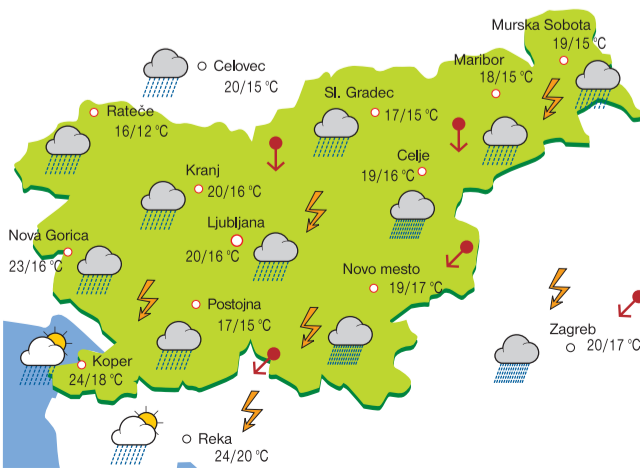 Murska Sobota
19/15 °C
Maribor
18/15 °C
Celovec
20/15 °C
Sl. Gradec
17/15 °C
Rateče
16/12 °C
Celje
19/16 °C
Kranj
20/16 °C
Ljubljana
20/16 °C
Nova Gorica
23/16 °C
Novo mesto
19/17 °C
Postojna
17/15 °C
Zagreb
20/17 °C
Koper
24/18 °C
Reka
24/20 °C